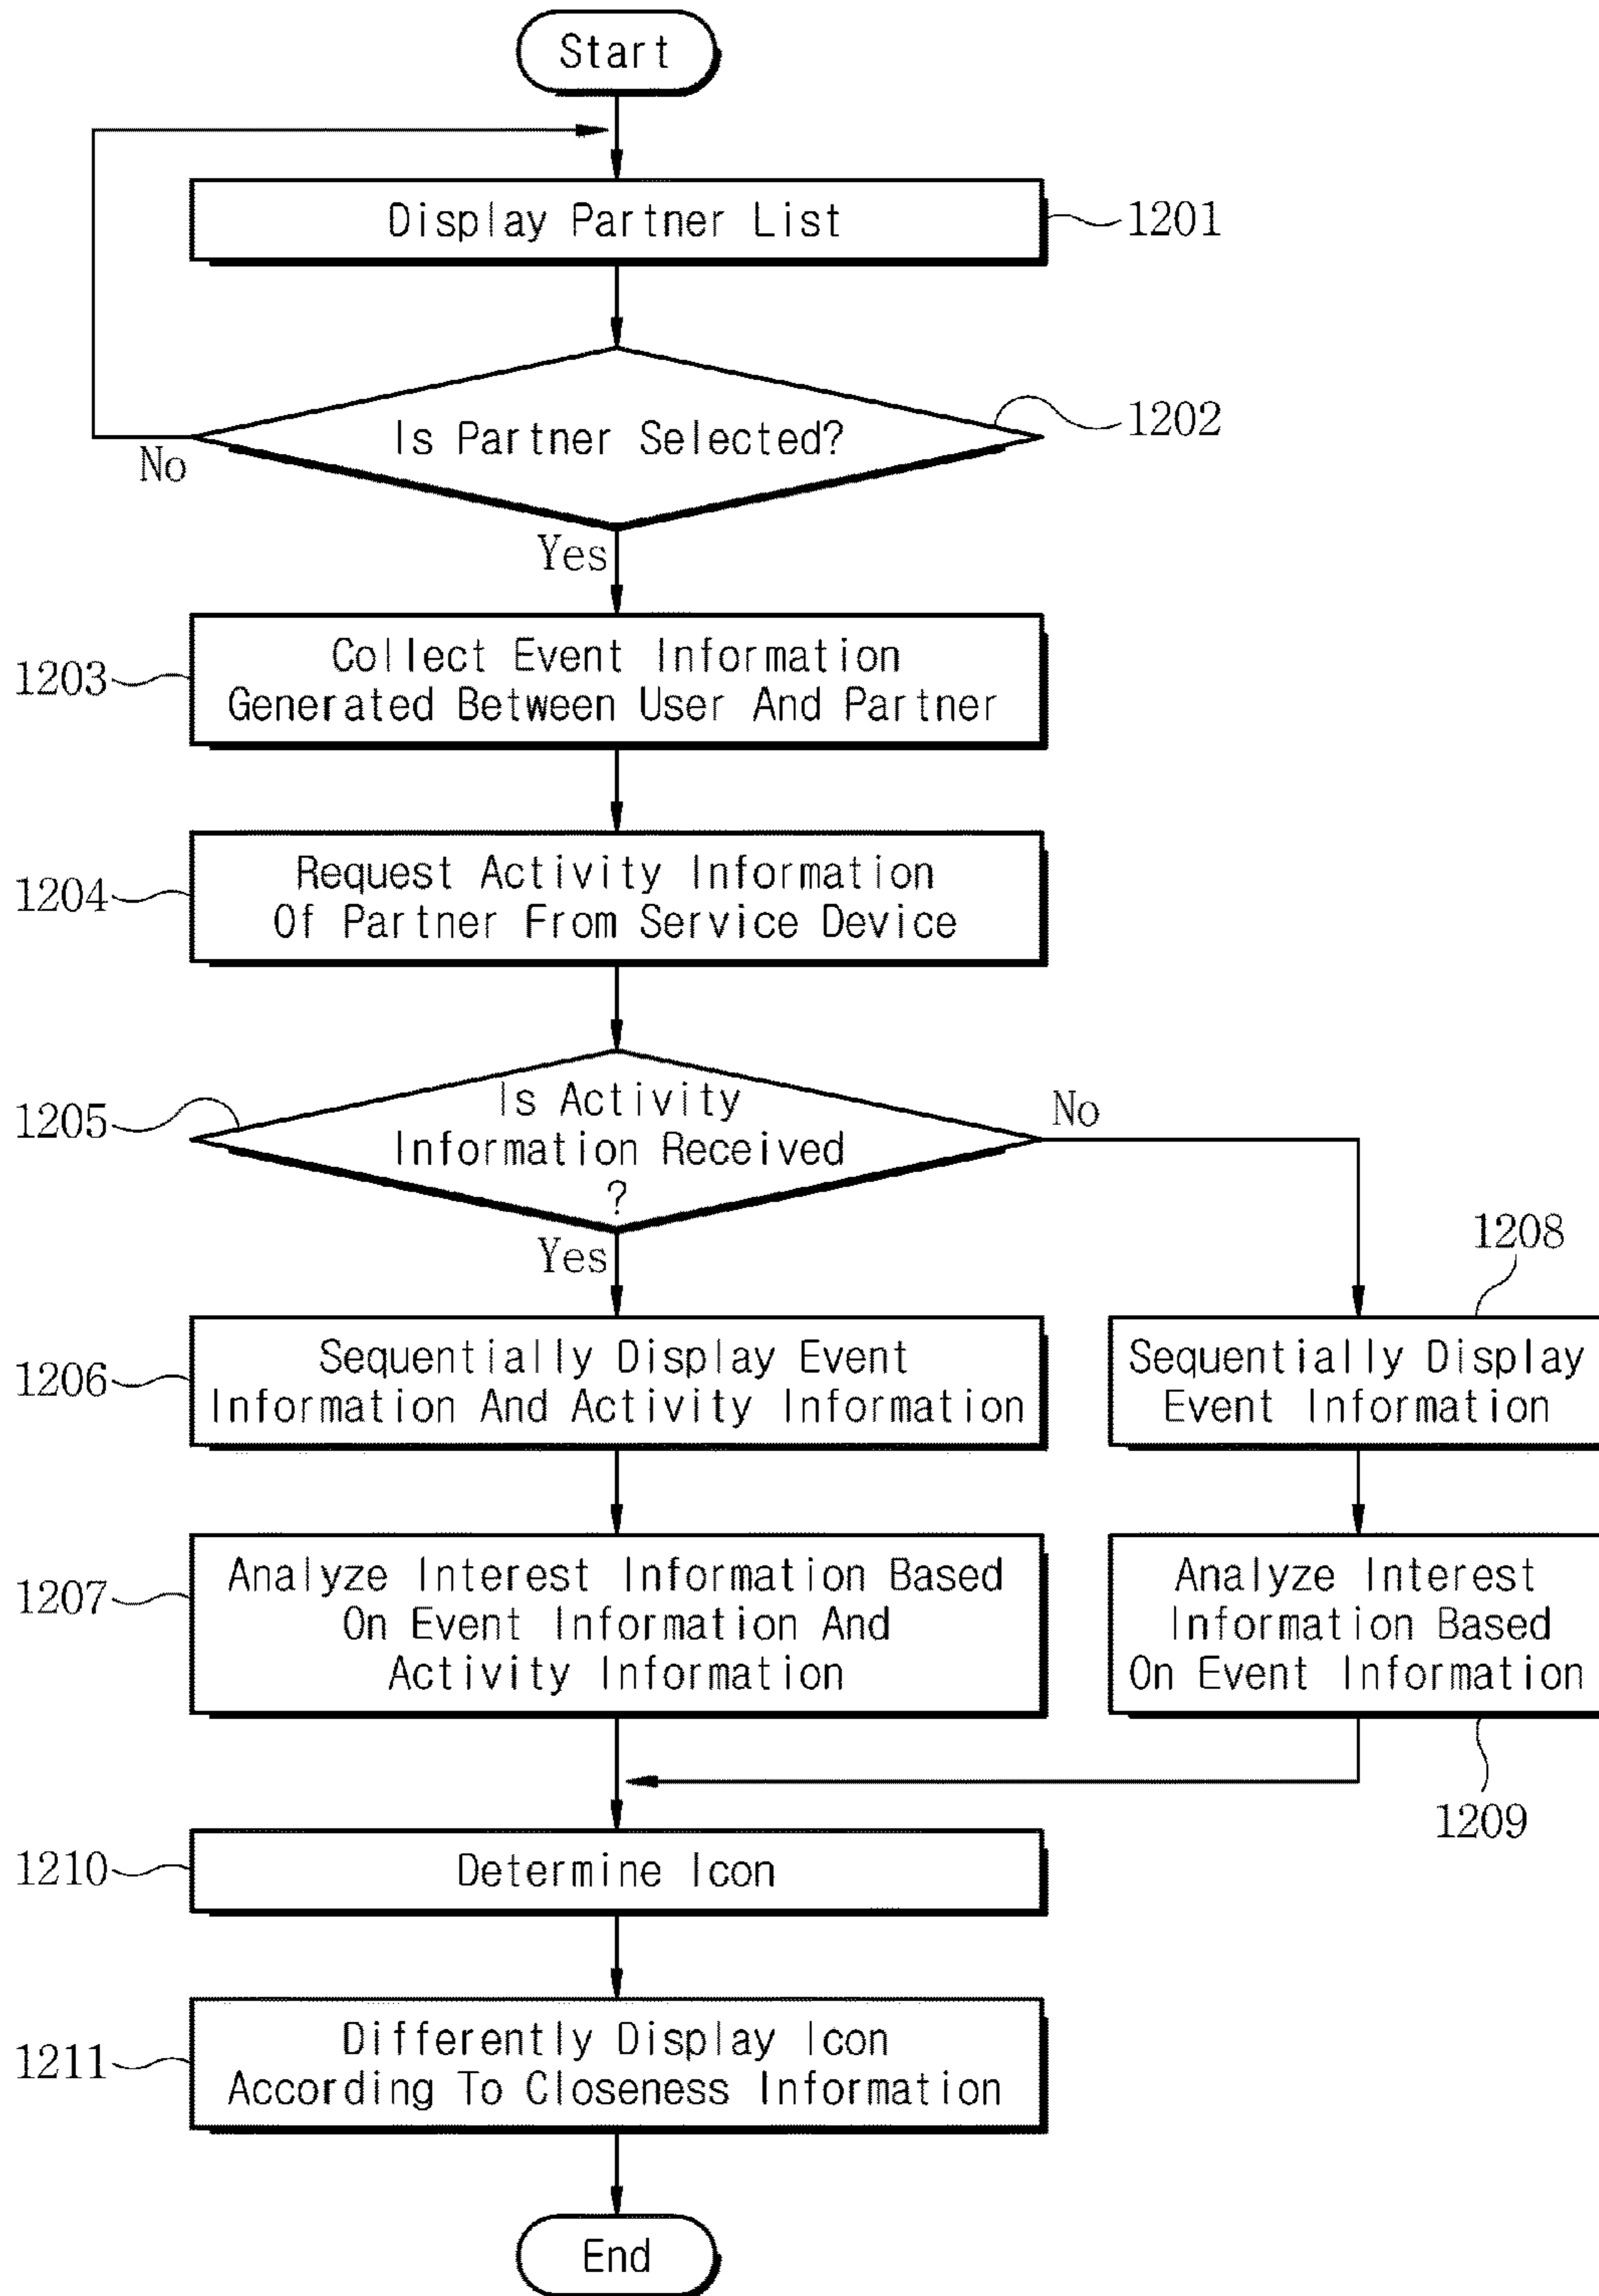 Start
Display Partner List
1201
Is Partner Selected?
1202
No
Yes
1203
Collect Event Information
Generated Between User And Partner
1204
Request Activity Information
Of Partner From Service Device
1205
Is Activity
Information Received
?
No
Yes
1208
1206
Sequentially Display Event
Information And Activity Information
Sequentially Display
Event Information
1207
Analyze Interest Information Based
On Event Information And
Activity Information
Analyze Interest
Information Based
On Event Information
1209
1210
Determine Icon
1211
Differently Display Icon
According To Closeness Information
End